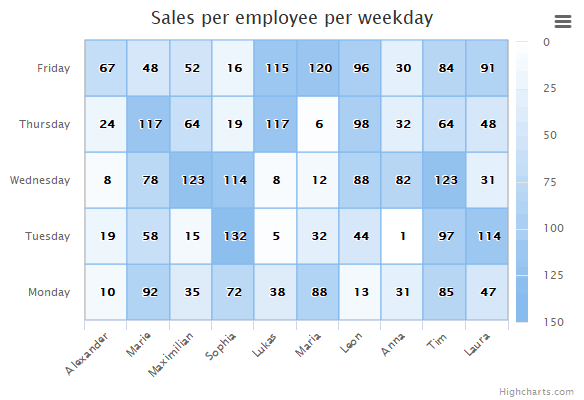 Sales per employee per weekday
Friday 67 48 52 16 115 120 96 30 84 91
Thursday 24 117 64 19 117 6 98 32 64 48
Wednesday 8 78 123 114 8 12 88 82 123 31
Tuesday 19 58 15 132 5 32 44 1 97 114
Monday 10 92 35 72 38 88 13 31 85 47
Alexander Marie Maximilian Sophia Lukas Maria Leon Anna Tim Laura
0
25
50
75
100
125
150
Highcharts.com